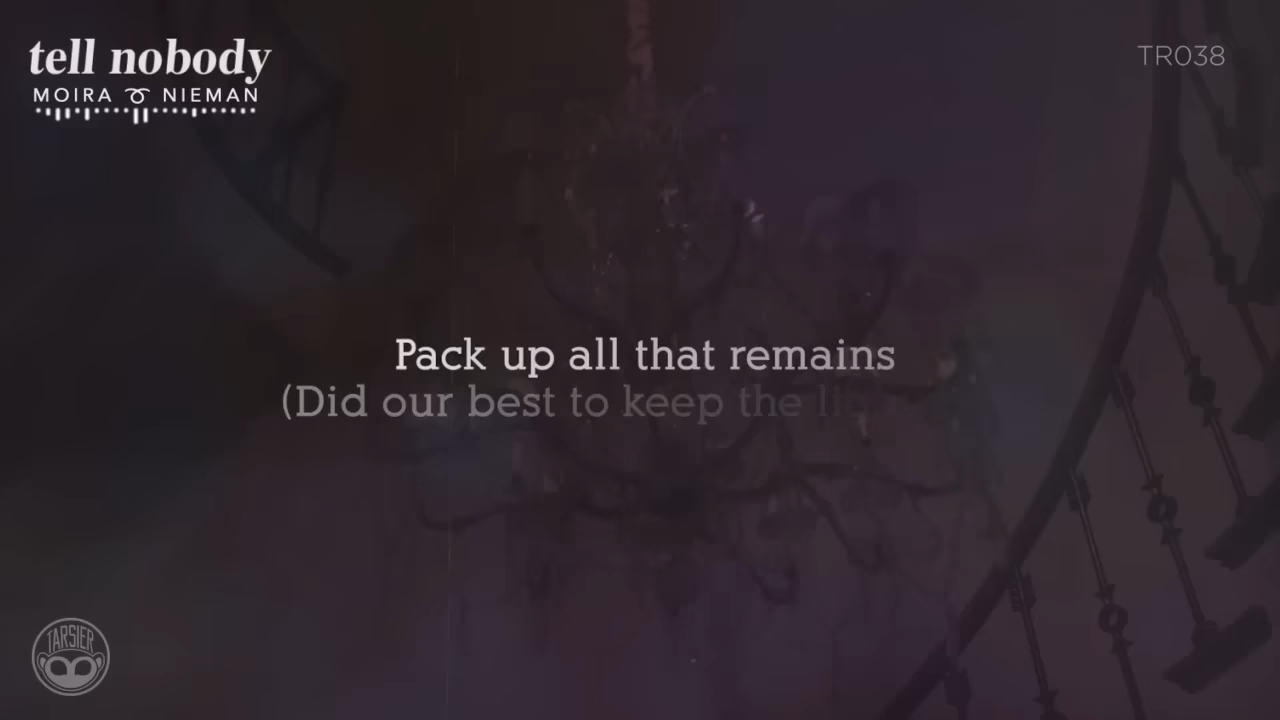 tell nobody
MOIRA NIEMAN
TR038
Pack up all that remains
(Did our best to keep the
TARSIER